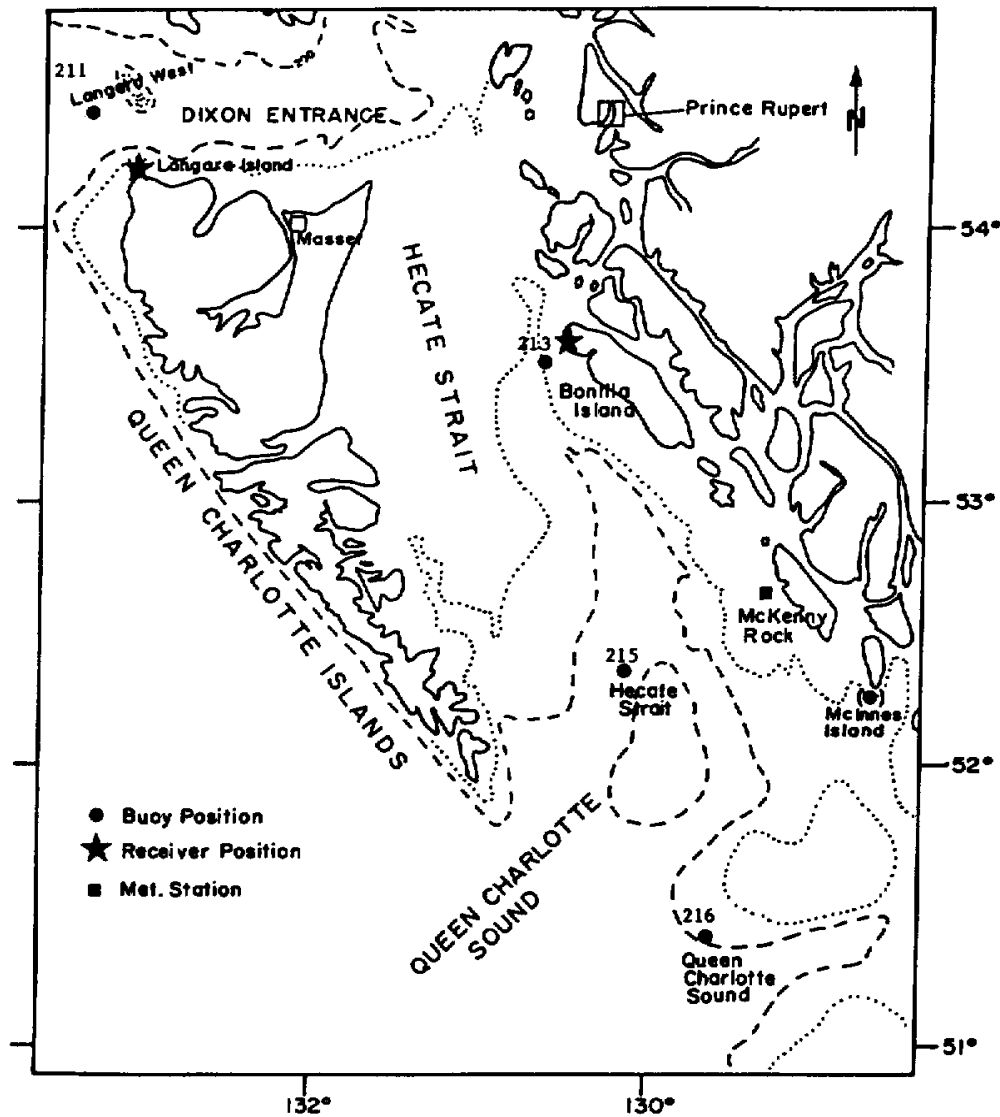 211
Langara West
200
DIXON ENTRANCE
Prince Rupert
N
Langara Island
Masset
54°
HECATE STRAIT
213
Bonilla
Island
QUEEN CHARLOTTE ISLANDS
53°
McKenny
Rock
215
Hecate
Strait
McInnes
Island
52°
Buoy Position
Receiver Position
Met. Station
QUEEN CHARLOTTE
SOUND
216
Queen
Charlotte
Sound
51°
132°
130°